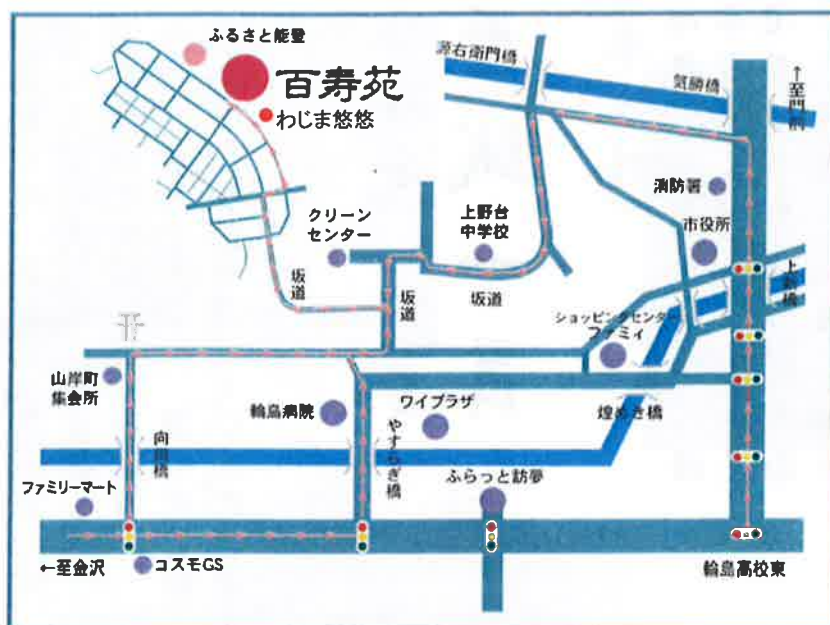 ふるさと能登
百寿苑
わじま悠悠
源右衛門橋
気勝橋
↑至門前
消防署
市役所
上新橋
クリーン
センター
上野台
中学校
坂道
坂道
坂道
ショッピングセンター
ファミィ
山岸町
集会所
輪島病院
ワイプラザ
煌めき橋
向田橋
やすらぎ橋
ふらっと訪夢
ファミリーマート
←至金沢
コスモGS
輪島高校東